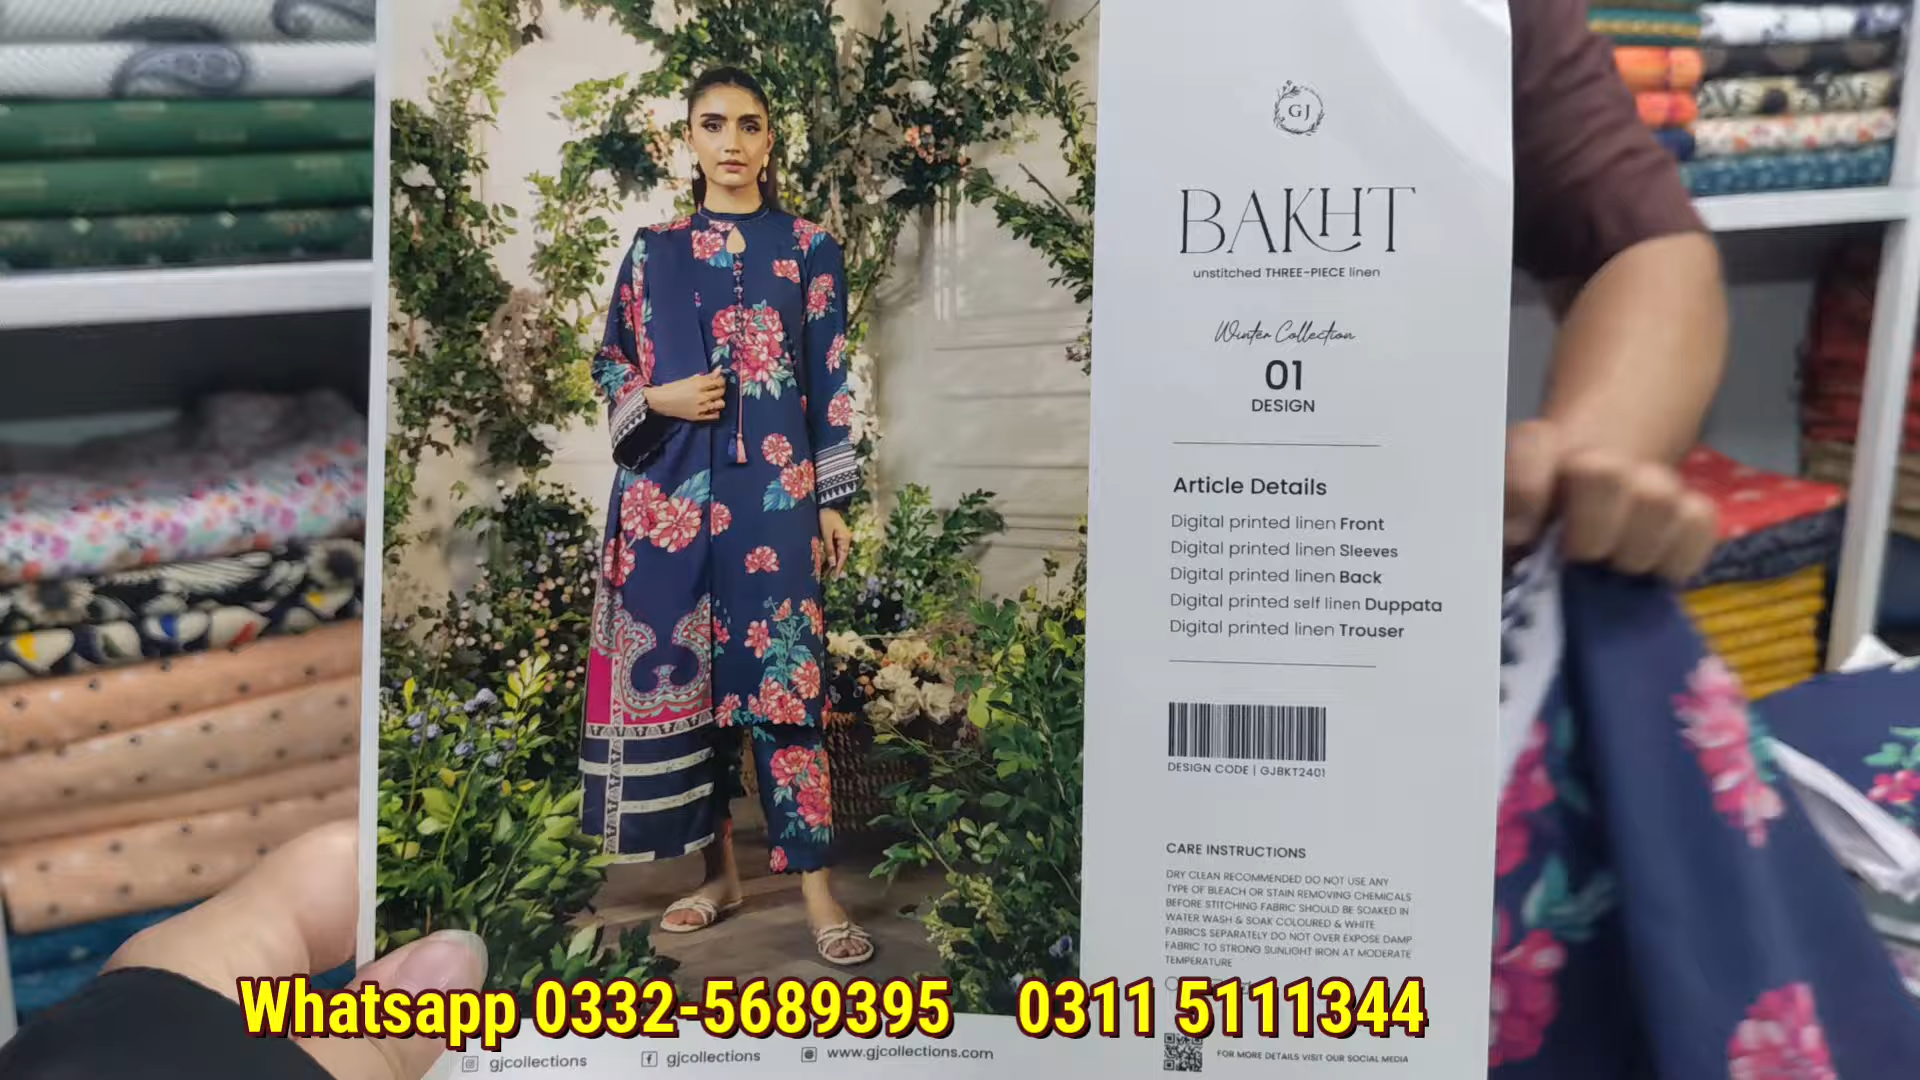 GJ
BAKHT
unstitched THREE-PIECE linen
Winter Collection
01
DESIGN
Article Details
Digital printed linen Front
Digital printed linen Sleeves
Digital printed linen Back
Digital printed self linen Duppata
Digital printed linen Trouser
DESIGN CODE | GJBKT2401
CARE INSTRUCTIONS
DRY CLEAN RECOMMENDED DO NOT USE ANY
TYPE OF BLEACH OR STAIN REMOVING CHEMICALS
BEFORE STITCHING FABRIC SHOULD BE SOAKED IN
WATER WASH & SOAK COLOURED & WHITE
FABRICS SEPARATELY DO NOT OVER EXPOSE DAMP
FABRIC TO STRONG SUNLIGHT IRON AT MODERATE
TEMPERATURE
Whatsapp 0332-5689395 0311 5111344
gjcollections gjcollections www.gjcollections.com
FOR MORE DETAILS VISIT OUR SOCIAL MEDIA